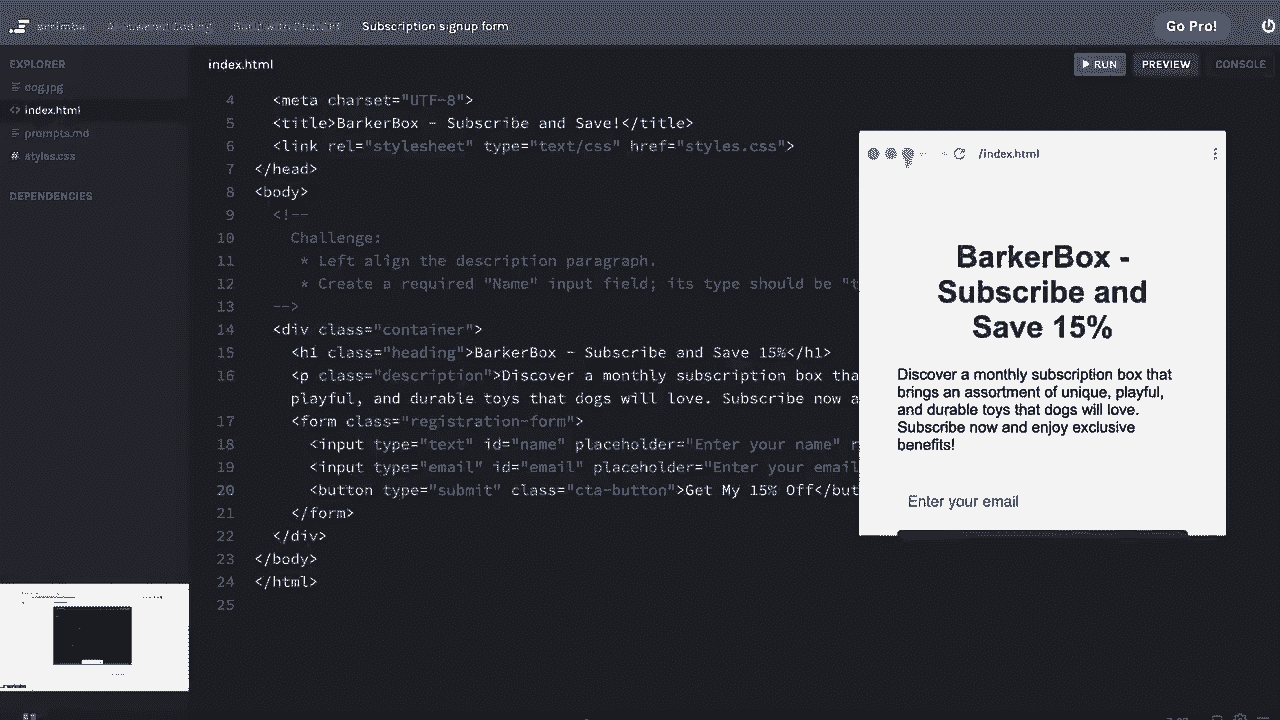 scrimba AI-Powered Coding Build with ChatGPT Subscription signup form Go Pro!
EXPLORER
dog.jpg
index.html
prompts.md
styles.css
DEPENDENCIES
index.html
RUN PREVIEW CONSOLE
4 <meta charset="UTF-8">
5 <title>BarkerBox - Subscribe and Save!</title>
6 <link rel="stylesheet" type="text/css" href="styles.css">
7 </head>
8 <body>
9 <!--
10 Challenge:
11 * Left align the description paragraph.
12 * Create a required "Name" input field; its type should be "t
13 -->
14 <div class="container">
15 <h1 class="heading">BarkerBox - Subscribe and Save 15%</h1>
16 <p class="description">Discover a monthly subscription box tha
playful, and durable toys that dogs will love. Subscribe now a
17 <form class="registration-form">
18 <input type="text" id="name" placeholder="Enter your name" r
19 <input type="email" id="email" placeholder="Enter your email
20 <button type="submit" class="cta-button">Get My 15% Off</but
21 </form>
22 </div>
23 </body>
24 </html>
25
/index.html
BarkerBox -
Subscribe and
Save 15%
Discover a monthly subscription box that
brings an assortment of unique, playful,
and durable toys that dogs will love.
Subscribe now and enjoy exclusive
benefits!
Enter your email